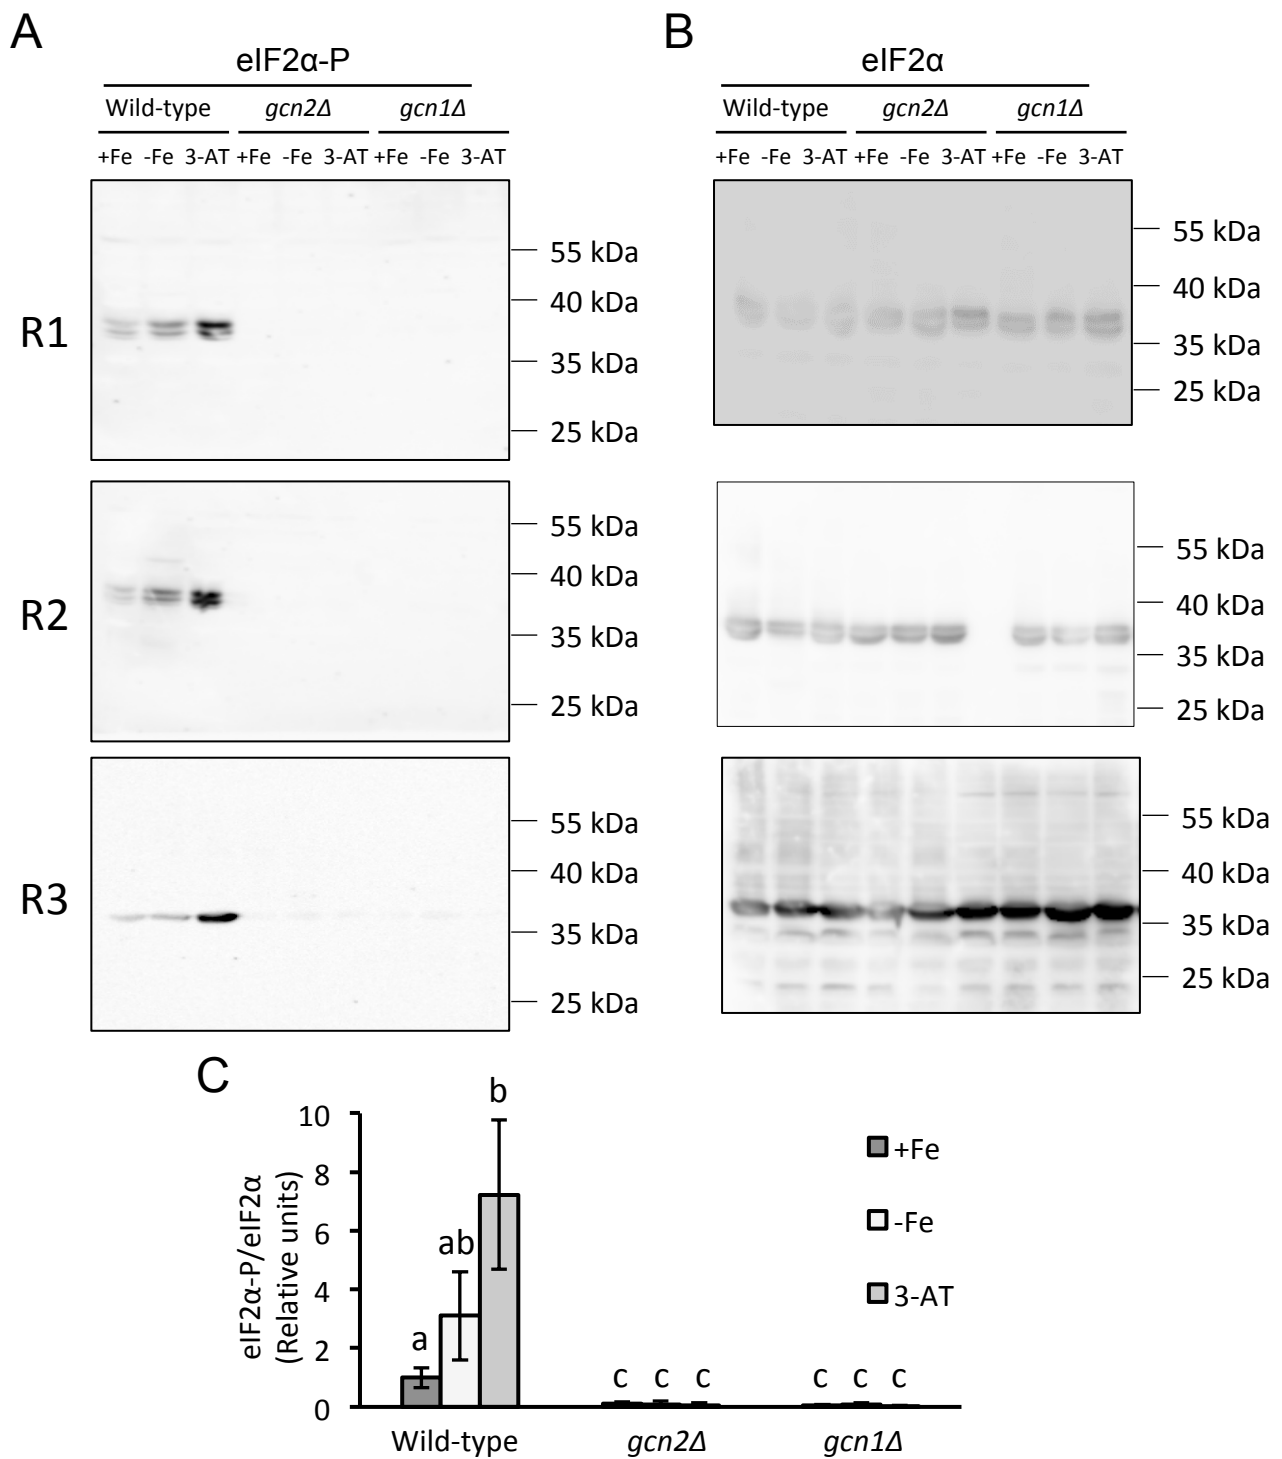 A
B
eIF2α-P
eIF2α
Wild-type gcn2Δ gcn1Δ
Wild-type gcn2Δ gcn1Δ
+Fe -Fe 3-AT +Fe -Fe 3-AT +Fe -Fe 3-AT
+Fe -Fe 3-AT +Fe -Fe 3-AT +Fe -Fe 3-AT
R1
55 kDa
40 kDa
35 kDa
25 kDa
55 kDa
40 kDa
35 kDa
25 kDa
R2
55 kDa
40 kDa
35 kDa
25 kDa
55 kDa
40 kDa
35 kDa
25 kDa
R3
55 kDa
40 kDa
35 kDa
25 kDa
55 kDa
40 kDa
35 kDa
25 kDa
C
eIF2α-P/eIF2α
(Relative units)
10
8
6
4
2
0
a
ab
b
c c c
c c c
Wild-type gcn2Δ gcn1Δ
+Fe
-Fe
3-AT